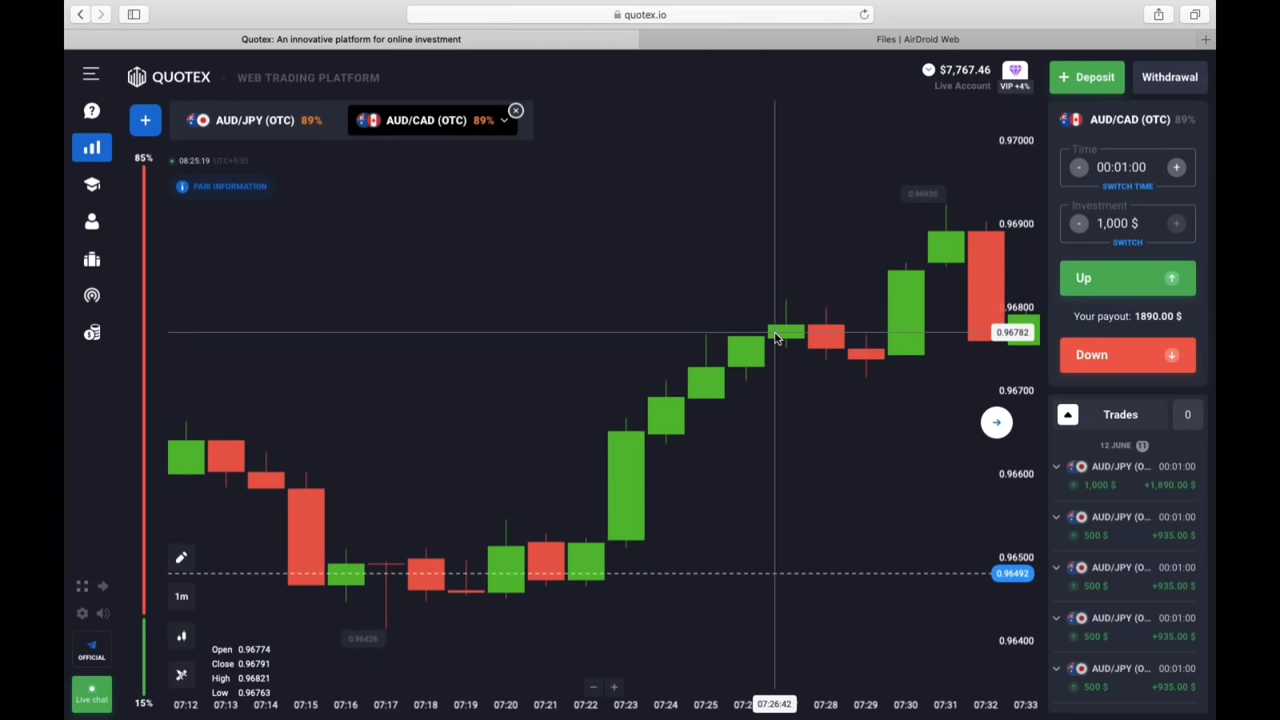 quotex.io
Quotex: An innovative platform for online investment
Files | AirDroid Web
QUOTEX
WEB TRADING PLATFORM
$7,767.46
Live Account
VIP +4%
+ Deposit
Withdrawal
+
AUD/JPY (OTC) 89%
AUD/CAD (OTC) 89%
AUD/CAD (OTC) 89%
85%
08:25:19 UTC+5:30
PAIR INFORMATION
0.97000
0.96935
0.96900
0.96800
0.96782
0.96700
0.96600
0.96500
0.96492
0.96400
0.96426
Time
- 00:01:00 +
SWITCH TIME
Investment
- 1,000 $ +
SWITCH
Up
Your payout: 1890.00 $
Down
Trades 0
12 JUNE 11
AUD/JPY (O... 00:01:00
1,000 $ +1,890.00 $
AUD/JPY (O... 00:01:00
500 $ +935.00 $
AUD/JPY (O... 00:01:00
500 $ +935.00 $
AUD/JPY (O... 00:01:00
500 $ +935.00 $
AUD/JPY (O... 00:01:00
500 $ +935.00 $
1m
Open 0.96774
Close 0.96791
High 0.96821
Low 0.96763
OFFICIAL
Live chat
15%
07:12 07:13 07:14 07:15 07:16 07:17 07:18 07:19 07:20 07:21 07:22 07:23 07:24 07:25 07:26:42 07:28 07:29 07:30 07:31 07:32 07:33